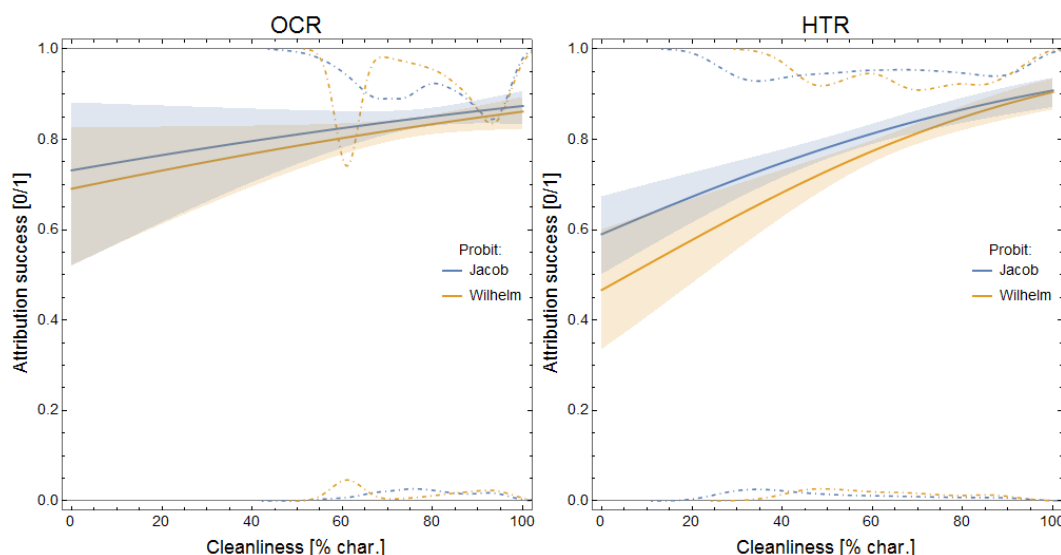 OCR
HTR
Attribution success [0/1]
1.0
0.8
0.6
0.4
0.2
0.0
Probit:
Jacob
Wilhelm
0
20
40
60
80
100
Cleanliness [% char.]
Attribution success [0/1]
1.0
0.8
0.6
0.4
0.2
0.0
Probit:
Jacob
Wilhelm
0
20
40
60
80
100
Cleanliness [% char.]